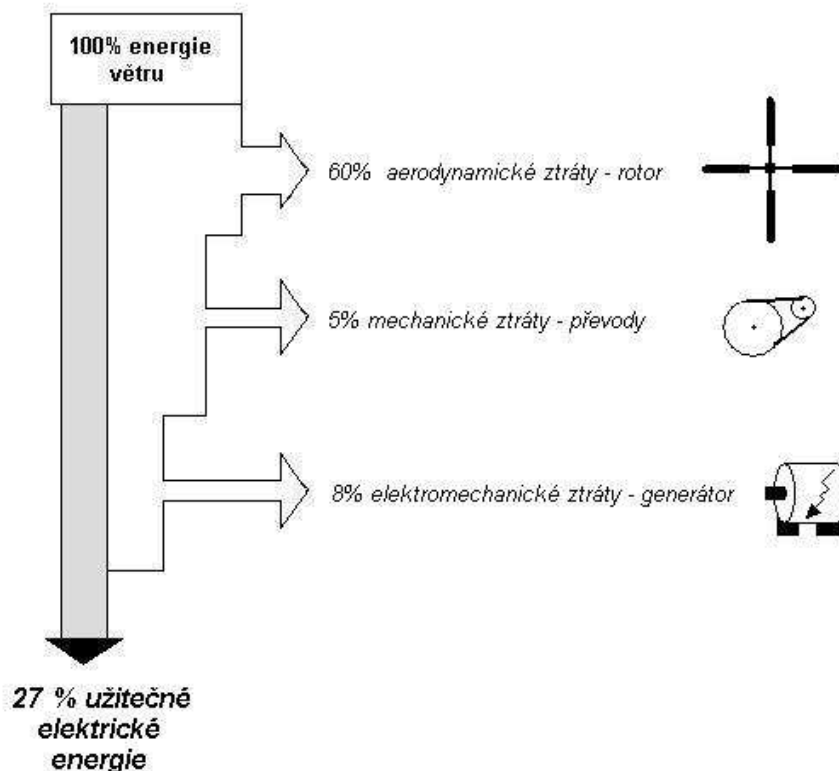 100% energie
větru
60% aerodynamické ztráty - rotor
5% mechanické ztráty - převody
8% elektromechanické ztráty - generátor
27 % užitečné
elektrické
energie